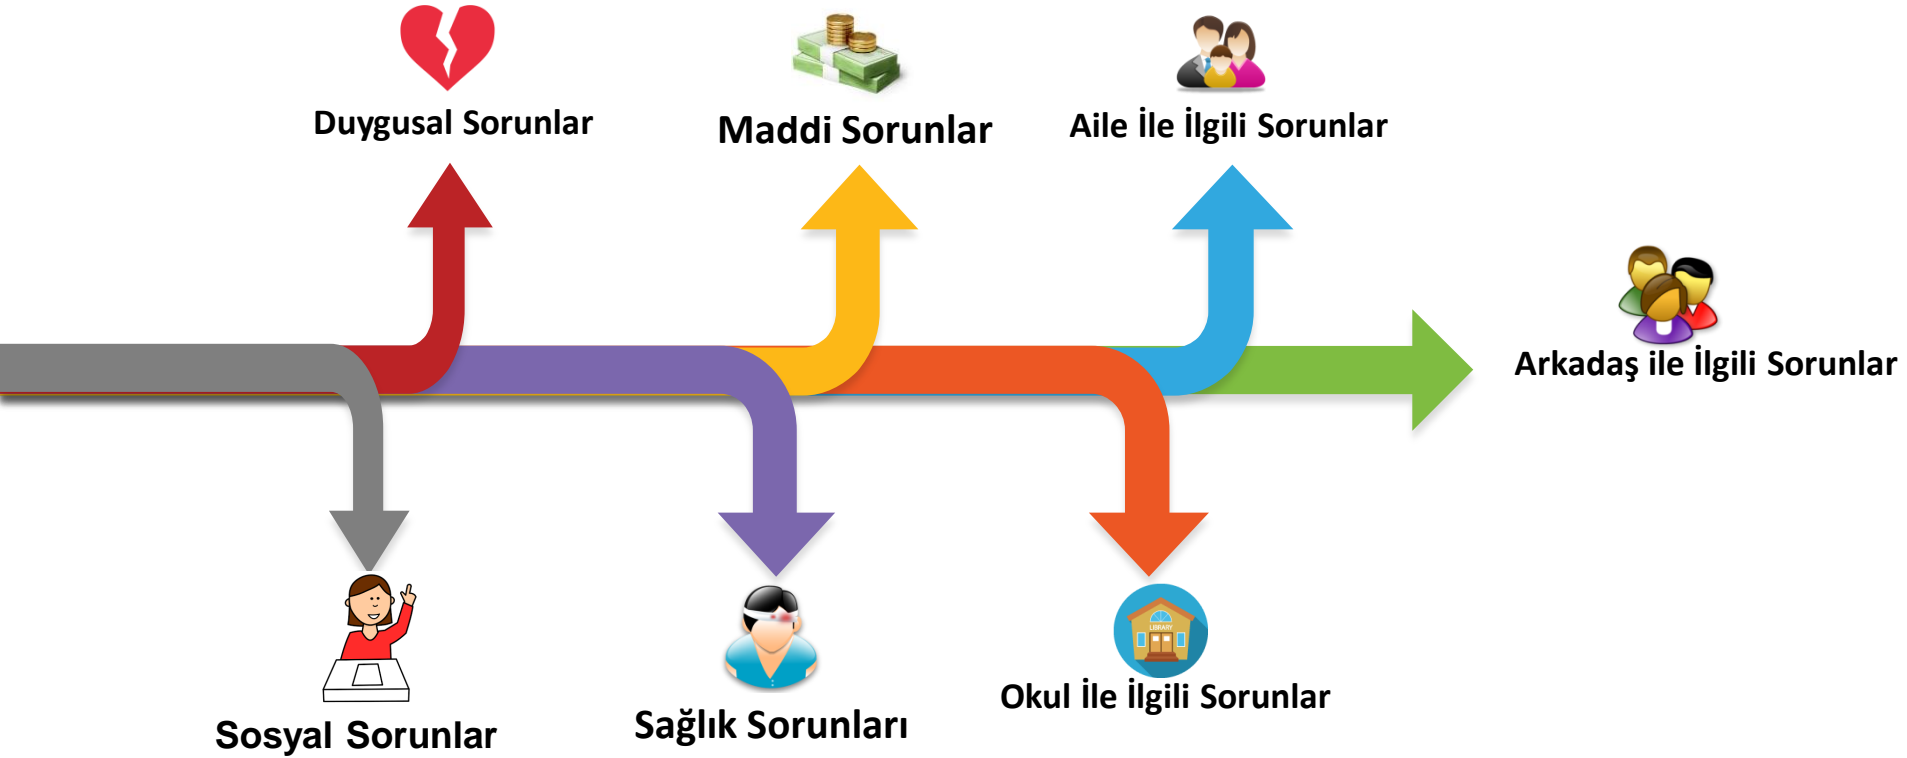 Duygusal Sorunlar
Maddi Sorunlar
Aile İle İlgili Sorunlar
Arkadaş ile İlgili Sorunlar
LIBRARY
Sosyal Sorunlar
Sağlık Sorunları
Okul İle İlgili Sorunlar